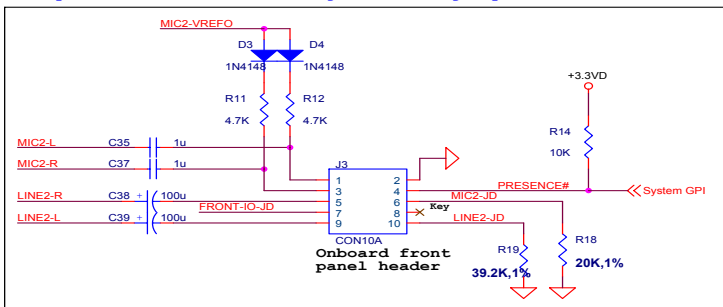 MIC2-VREFO
D3 D4
1N4148 1N4148
+3.3VD
R11 R12
4.7K 4.7K
R14
10K
MIC2-L C35 1u
J3
MIC2-R C37 1u
1 2
PRESENCE#
3 4
System GPI
LINE2-R C38 + 100u
MIC2-JD
5 6
FRONT-IO-JD
Key
7 8
LINE2-L C39 + 100u
LINE2-JD
9 10
CON10A
R19
R18
Onboard front
panel header
39.2K,1%
20K,1%